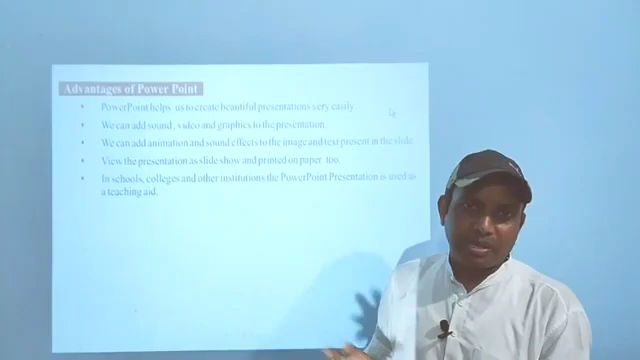 Advantages of Power Point
• PowerPoint helps us to create beautiful presentations very easily.
• We can add sound , video and graphics to the presentation.
• We can add animation and sound effects to the image and text present in the slide.
• View the presentation as slide show and printed on paper too.
• In schools, colleges and other institutions the PowerPoint Presentation is used as
a teaching aid.